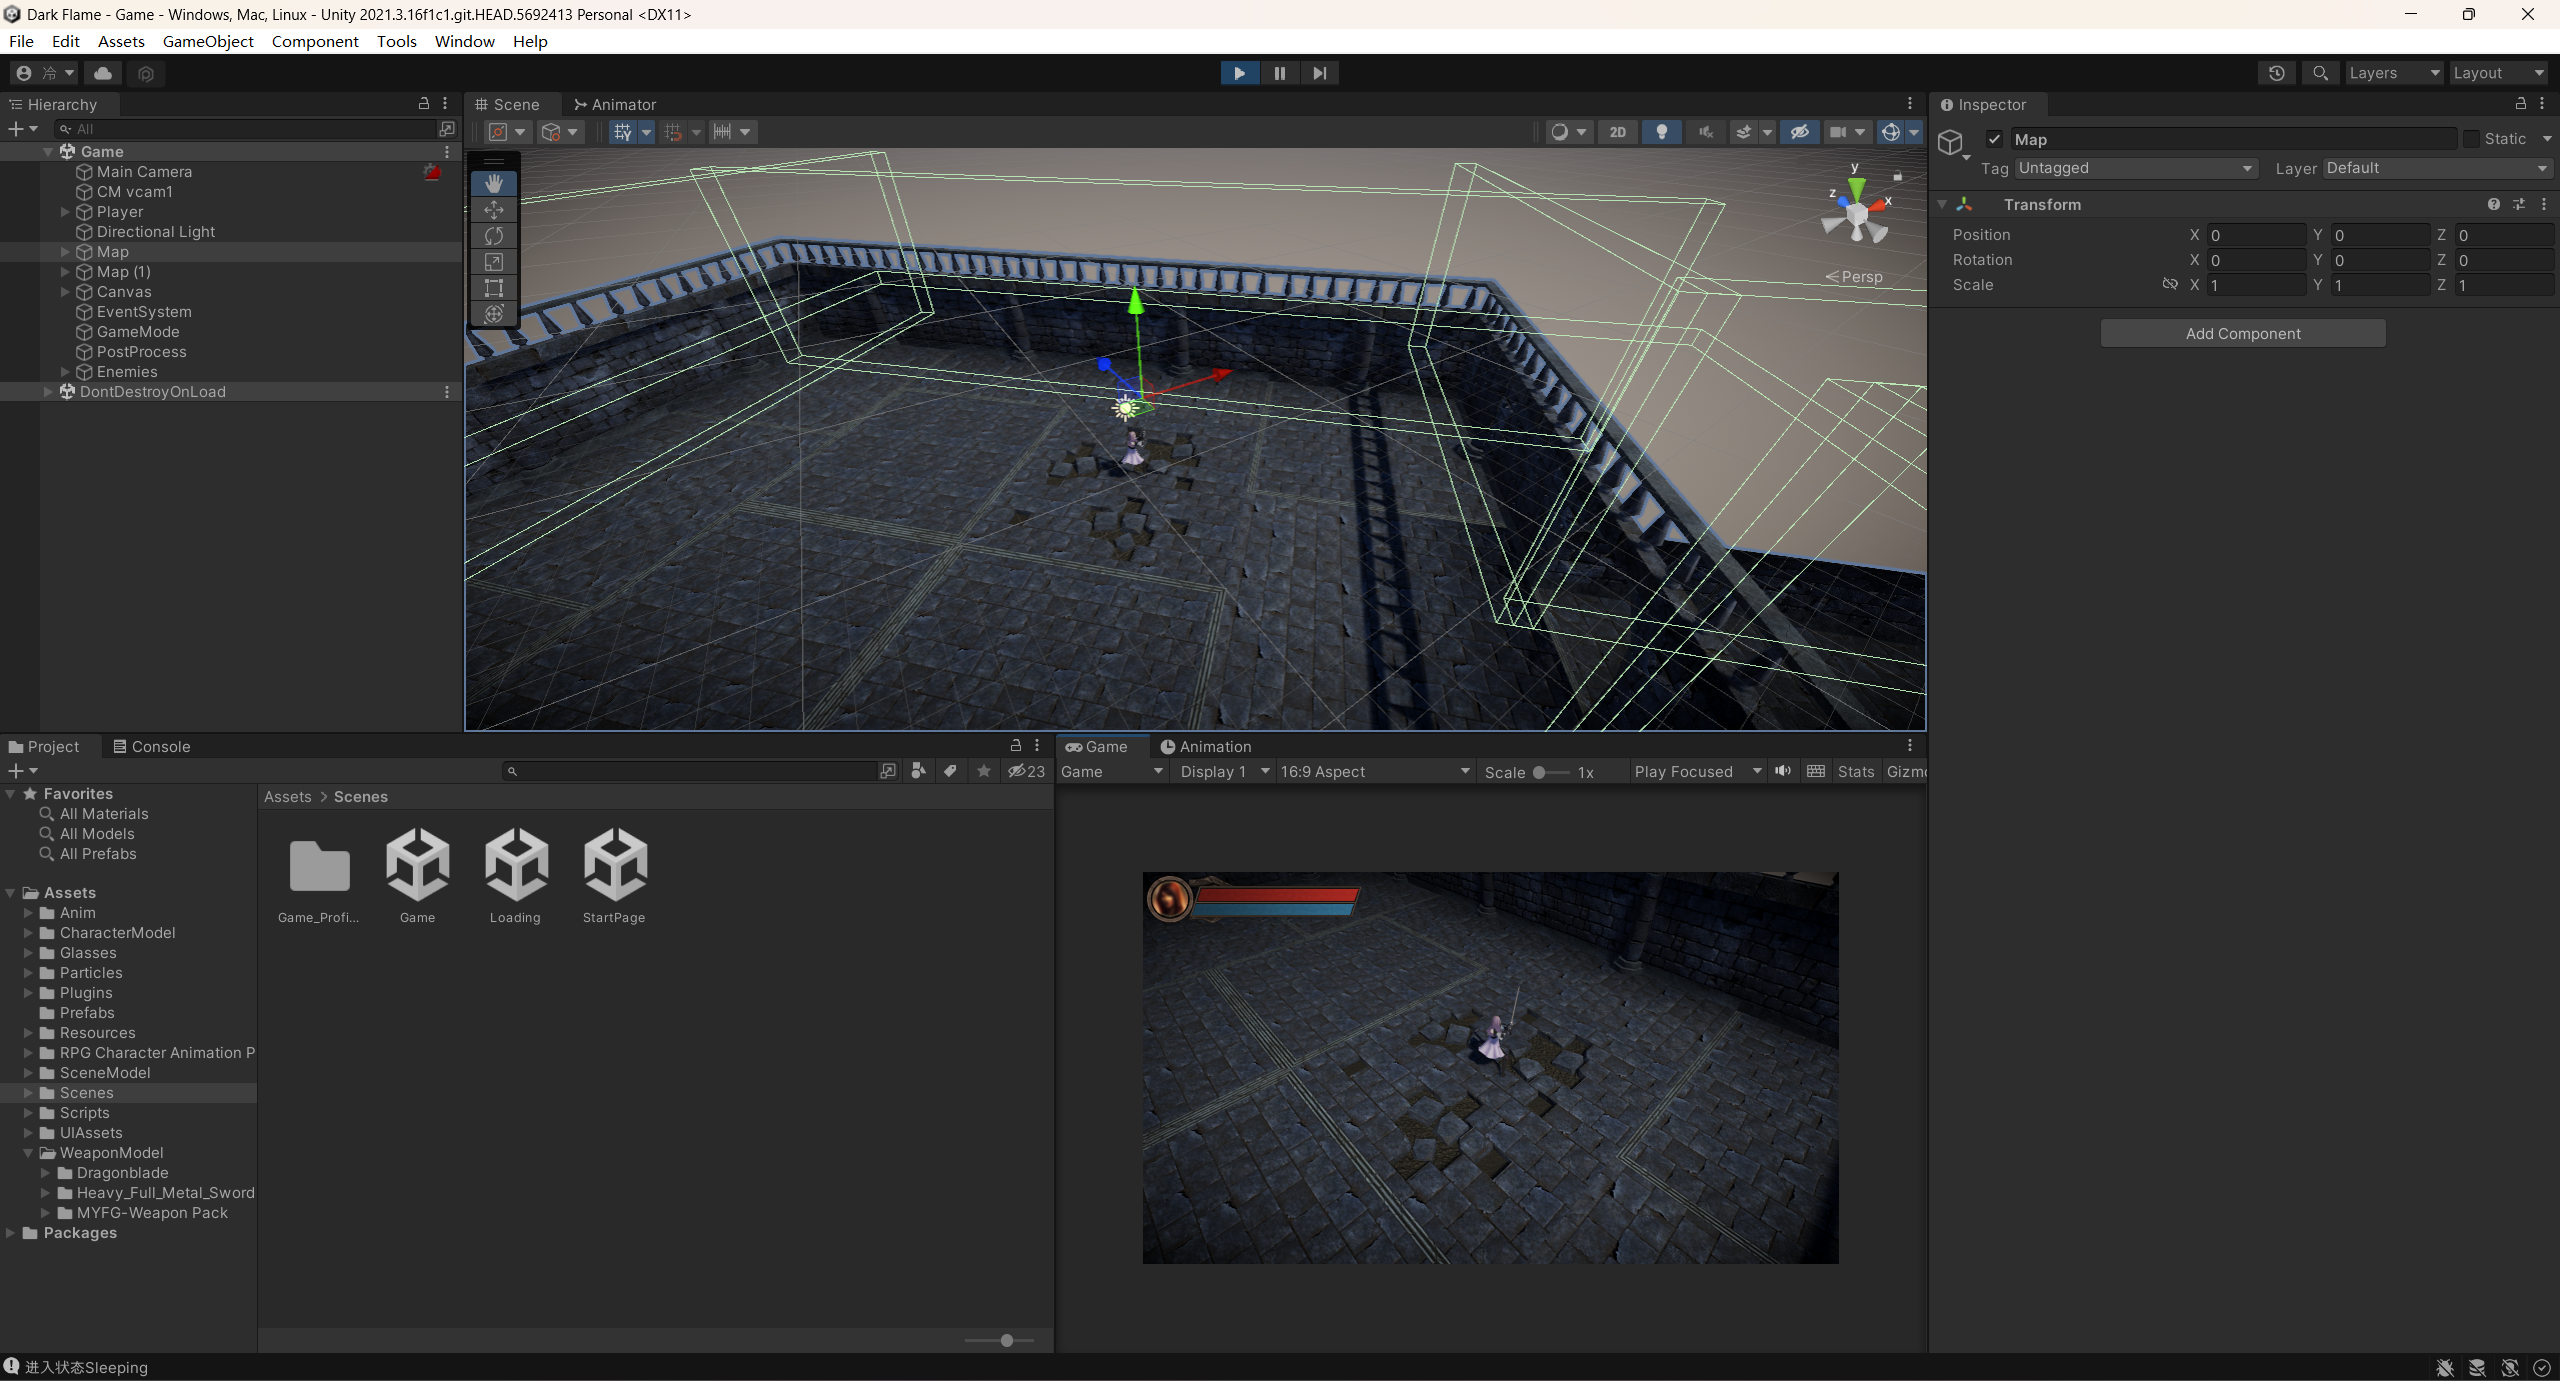 Dark Flame - Game - Windows, Mac, Linux - Unity 2021.3.16f1c1.git.HEAD.5692413 Personal <DX11>
File Edit Assets GameObject Component Tools Window Help
冷 Layers Layout
Hierarchy
All
Game
Main Camera
CM vcam1
Player
Directional Light
Map
Map (1)
Canvas
EventSystem
GameMode
PostProcess
Enemies
DontDestroyOnLoad
Scene Animator
2D
y
z
x
Persp
Inspector
Map Static
Tag Untagged Layer Default
Transform
Position X 0 Y 0 Z 0
Rotation X 0 Y 0 Z 0
Scale X 1 Y 1 Z 1
Add Component
Project Console
23
Favorites
All Materials
All Models
All Prefabs
Assets
Anim
CharacterModel
Glasses
Particles
Plugins
Prefabs
Resources
RPG Character Animation P
SceneModel
Scenes
Scripts
UIAssets
WeaponModel
Dragonblade
Heavy_Full_Metal_Sword
MYFG-Weapon Pack
Packages
Assets > Scenes
Game_Profi... Game Loading StartPage
Game Animation
Game Display 1 16:9 Aspect Scale 1x Play Focused Stats Gizmo
进入状态Sleeping